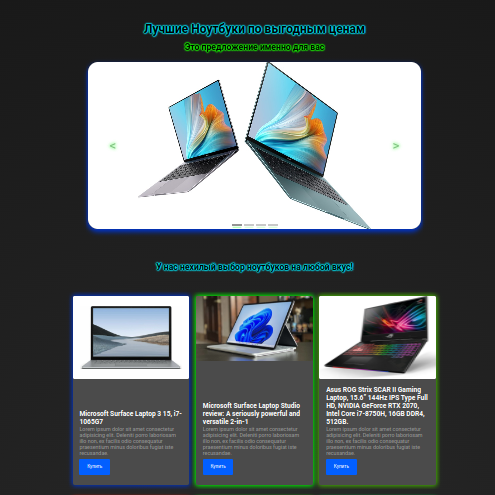 Лучшие Ноутбуки по выгодным ценам
Это предложение именно для вас
<
>
У нас нехилый выбор ноутбуков на любой вкус!
Microsoft Surface Laptop 3 15, i7-
1065G7
Lorem ipsum dolor sit amet consectetur
adipisicing elit. Deleniti porro laboriosam
illo non, ex facilis odio consequatur
praesentium minus doloribus fugiat iste
recusandae.
Купить
Microsoft Surface Laptop Studio
review: A seriously powerful and
versatile 2-in-1
Lorem ipsum dolor sit amet consectetur
adipisicing elit. Deleniti porro laboriosam
illo non, ex facilis odio consequatur
praesentium minus doloribus fugiat iste
recusandae.
Купить
Asus ROG Strix SCAR II Gaming
Laptop, 15.6" 144Hz IPS Type Full
HD, NVIDIA GeForce RTX 2070,
Intel Core i7-8750H, 16GB DDR4,
512GB.
Lorem ipsum dolor sit amet consectetur
adipisicing elit. Deleniti porro laboriosam
illo non, ex facilis odio consequatur
praesentium minus doloribus fugiat iste
recusandae.
Купить